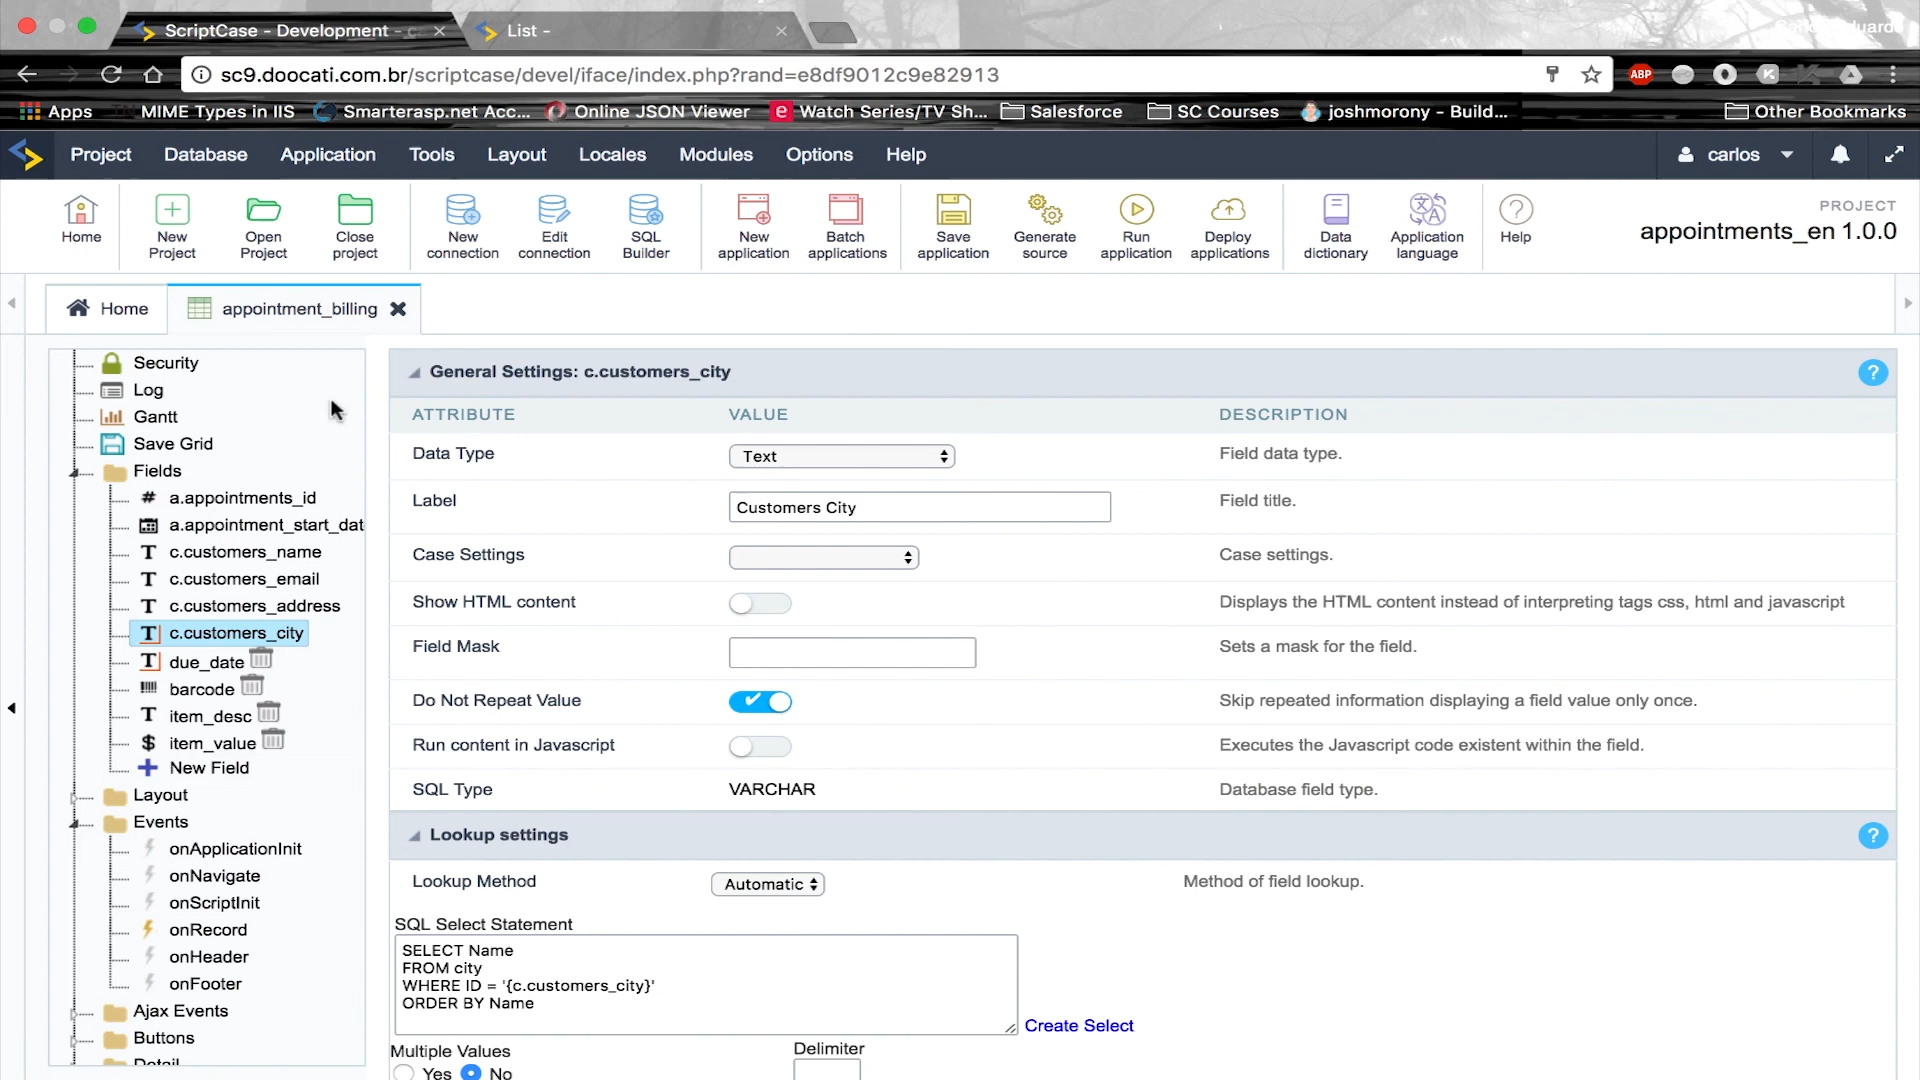 ScriptCase - Development - c
List -
sc9.doocati.com.br/scriptcase/devel/iface/index.php?rand=e8df9012c9e82913
ABP
Apps
MIME Types in IIS
Smarterasp.net Acc...
Online JSON Viewer
Watch Series/TV Sh...
Salesforce
SC Courses
joshmorony - Build...
Other Bookmarks
Project
Database
Application
Tools
Layout
Locales
Modules
Options
Help
carlos
Home
New
Project
Open
Project
Close
project
New
connection
Edit
connection
SQL
Builder
New
application
Batch
applications
Save
application
Generate
source
Run
application
Deploy
applications
Data
dictionary
Application
language
Help
PROJECT
appointments_en 1.0.0
Home
appointment_billing
Security
Log
Gantt
Save Grid
Fields
a.appointments_id
a.appointment_start_dat
c.customers_name
c.customers_email
c.customers_address
c.customers_city
due_date
barcode
item_desc
item_value
New Field
Layout
Events
onApplicationInit
onNavigate
onScriptInit
onRecord
onHeader
onFooter
Ajax Events
Buttons
Detail
General Settings: c.customers_city
ATTRIBUTE VALUE DESCRIPTION
Data Type Text Field data type.
Label Customers City Field title.
Case Settings Case settings.
Show HTML content Displays the HTML content instead of interpreting tags css, html and javascript
Field Mask Sets a mask for the field.
Do Not Repeat Value Skip repeated information displaying a field value only once.
Run content in Javascript Executes the Javascript code existent within the field.
SQL Type VARCHAR Database field type.
Lookup settings
Lookup Method Automatic Method of field lookup.
SQL Select Statement
SELECT Name
FROM city
WHERE ID = '{c.customers_city}'
ORDER BY Name
Create Select
Multiple Values Delimiter
Yes No